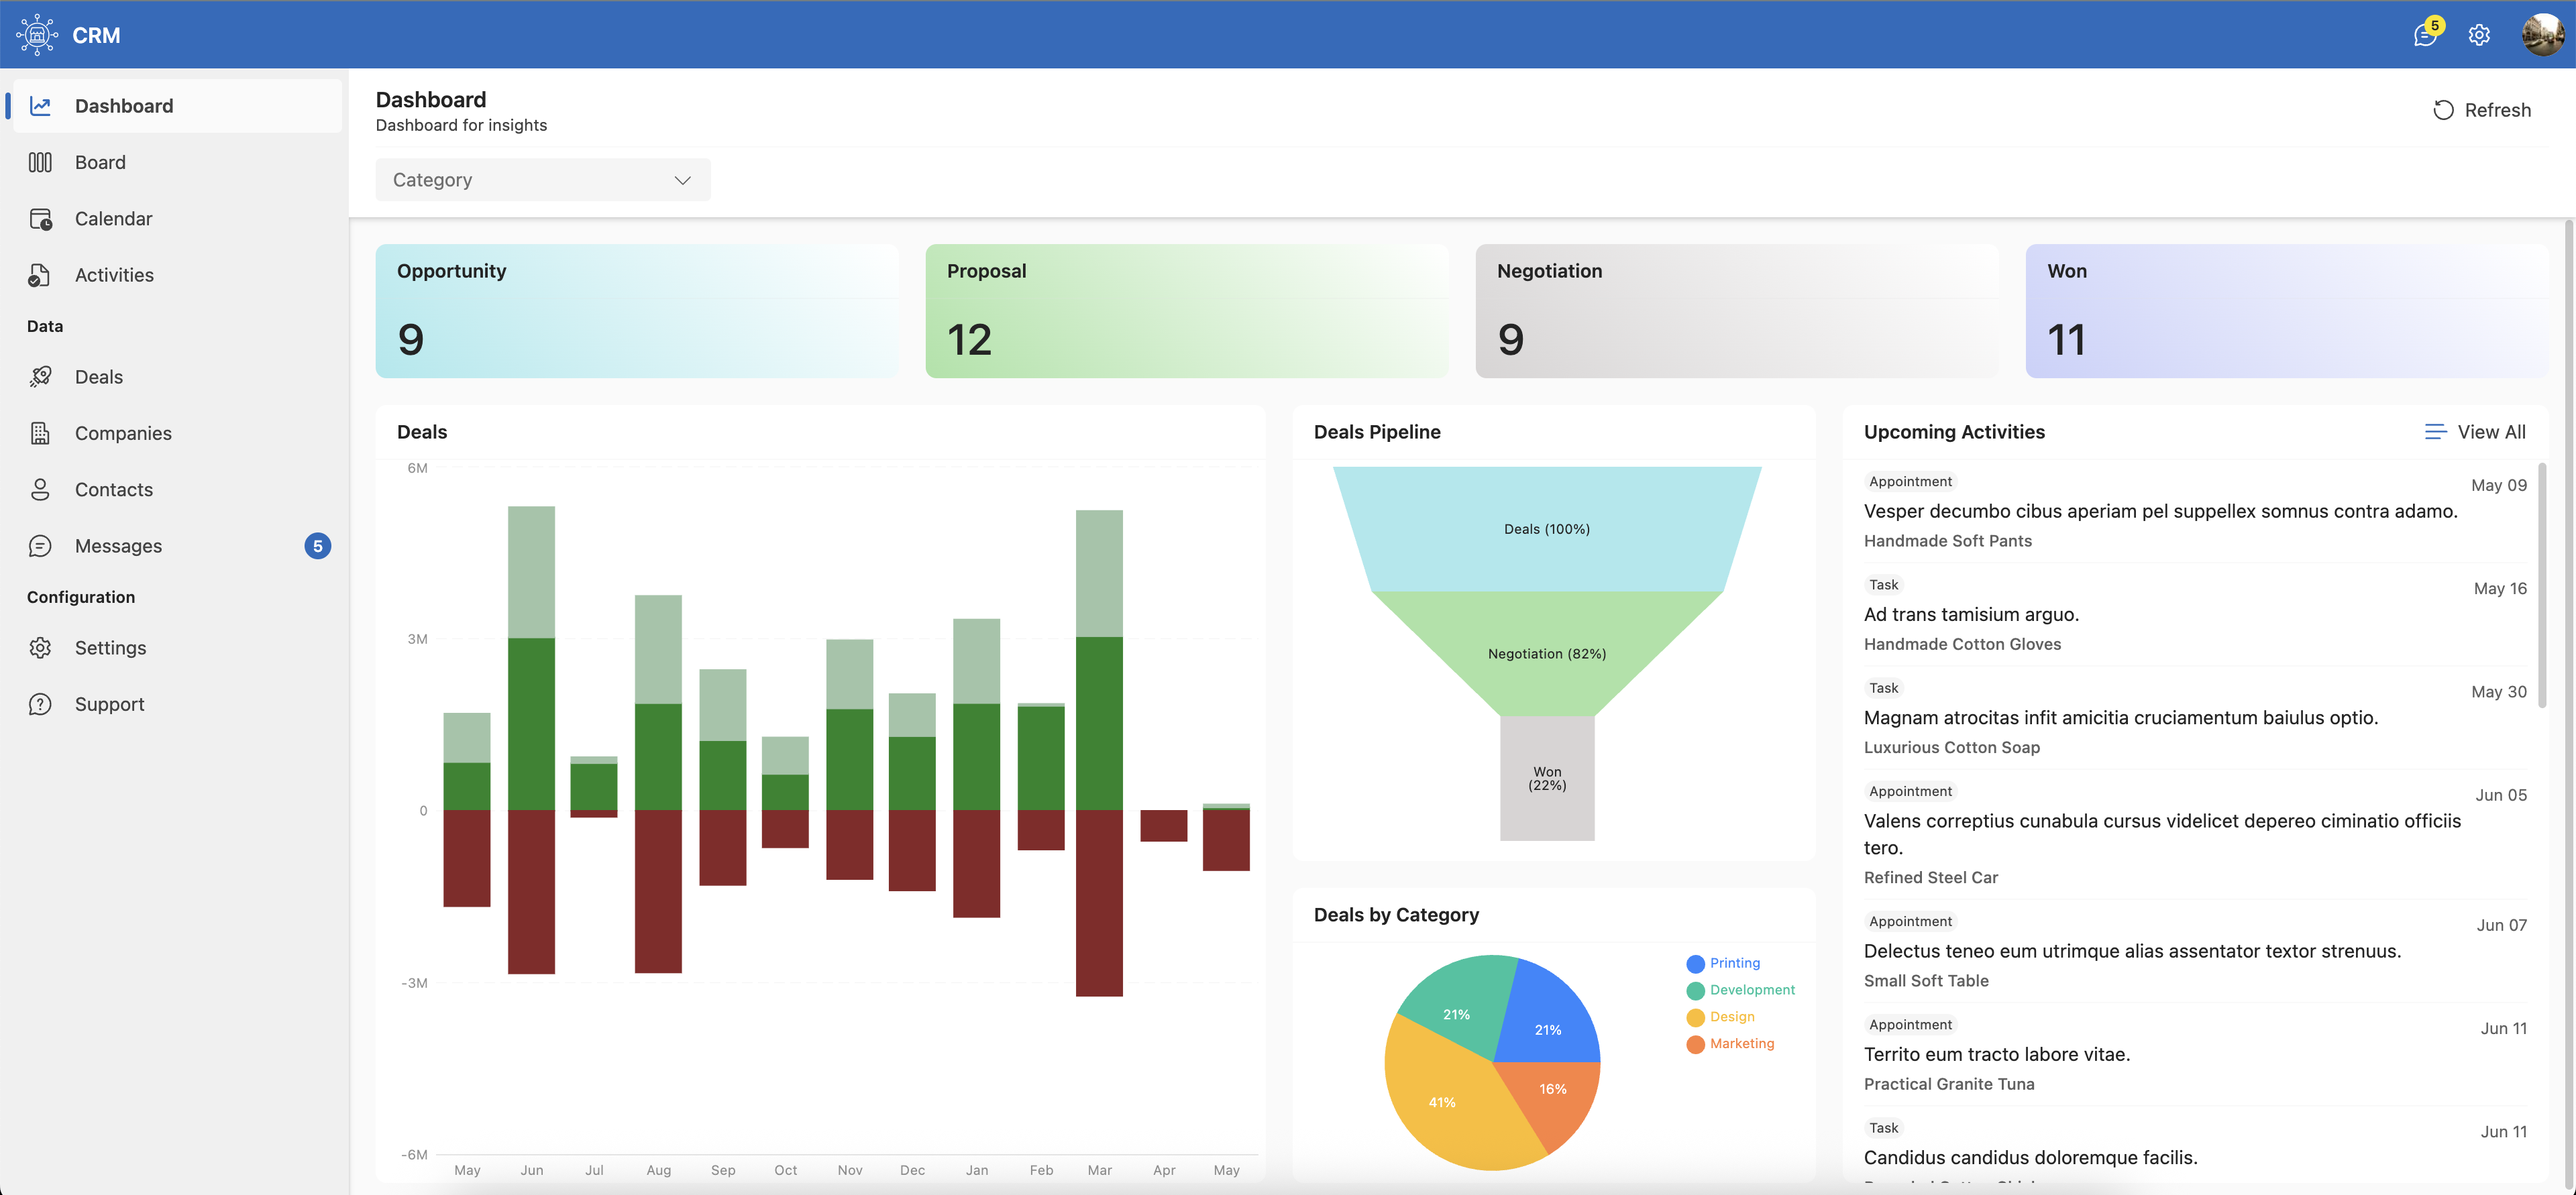 CRM
5
Dashboard
Board
Calendar
Activities
Data
Deals
Companies
Contacts
Messages
5
Configuration
Settings
Support
Dashboard
Dashboard for insights
Refresh
Category
Opportunity
9
Proposal
12
Negotiation
9
Won
11
Deals
6M
3M
0
-3M
-6M
May Jun Jul Aug Sep Oct Nov Dec Jan Feb Mar Apr May
Deals Pipeline
Deals (100%)
Negotiation (82%)
Won
(22%)
Deals by Category
21%
21%
41%
16%
Printing
Development
Design
Marketing
Upcoming Activities
View All
Appointment
May 09
Vesper decumbo cibus aperiam pel suppellex somnus contra adamo.
Handmade Soft Pants
Task
May 16
Ad trans tamisium arguo.
Handmade Cotton Gloves
Task
May 30
Magnam atrocitas infit amicitia cruciamentum baiulus optio.
Luxurious Cotton Soap
Appointment
Jun 05
Valens correptius cunabula cursus videlicet depereo ciminatio officiis
tero.
Refined Steel Car
Appointment
Jun 07
Delectus teneo eum utrimque alias assentator textor strenuus.
Small Soft Table
Appointment
Jun 11
Territo eum tracto labore vitae.
Practical Granite Tuna
Task
Jun 11
Candidus candidus doloremque facilis.